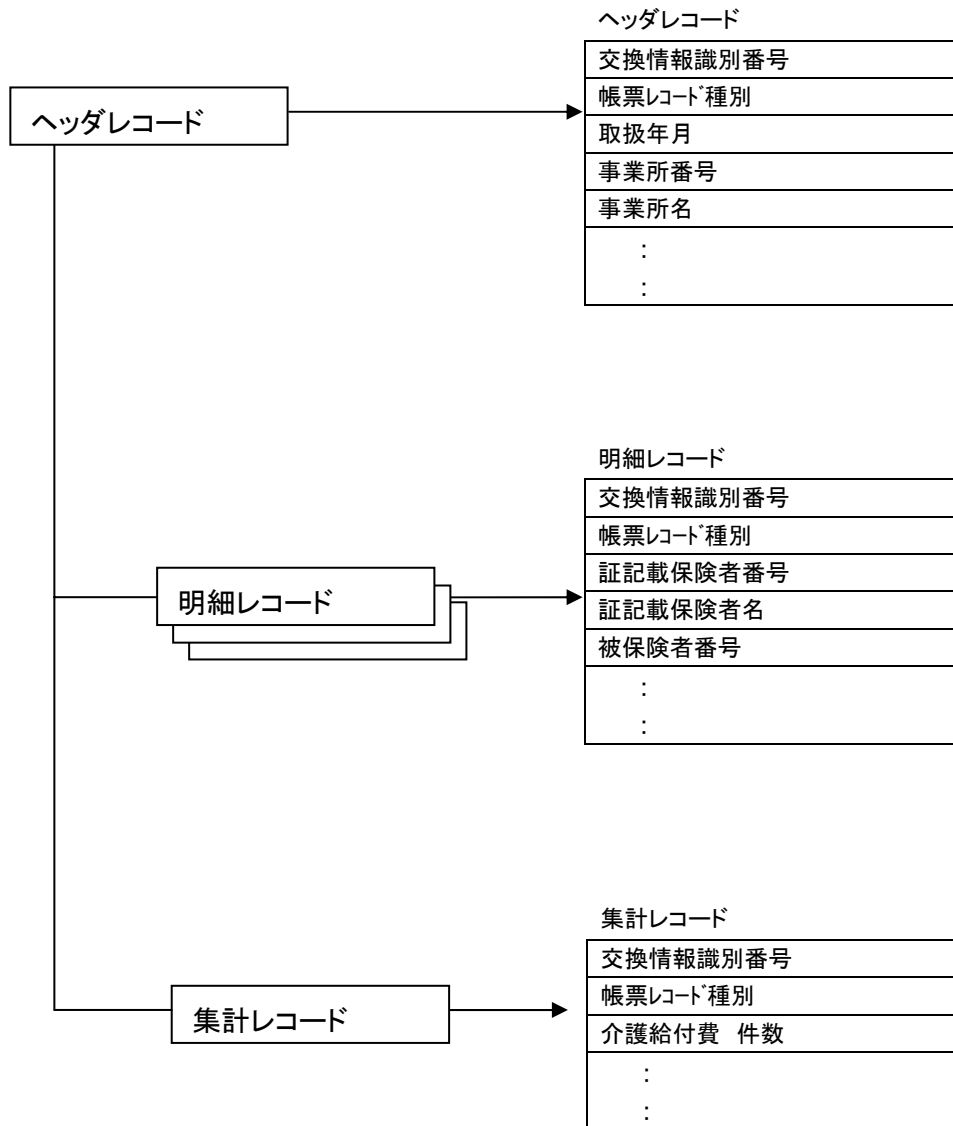 ヘッダレコード
ヘッダレコード
交換情報識別番号
帳票ﾚｺｰﾄﾞ種別
取扱年月
事業所番号
事業所名
:
:
明細レコード
明細レコード
交換情報識別番号
帳票ﾚｺｰﾄﾞ種別
証記載保険者番号
証記載保険者名
被保険者番号
:
:
集計レコード
集計レコード
交換情報識別番号
帳票ﾚｺｰﾄﾞ種別
介護給付費　件数
:
: